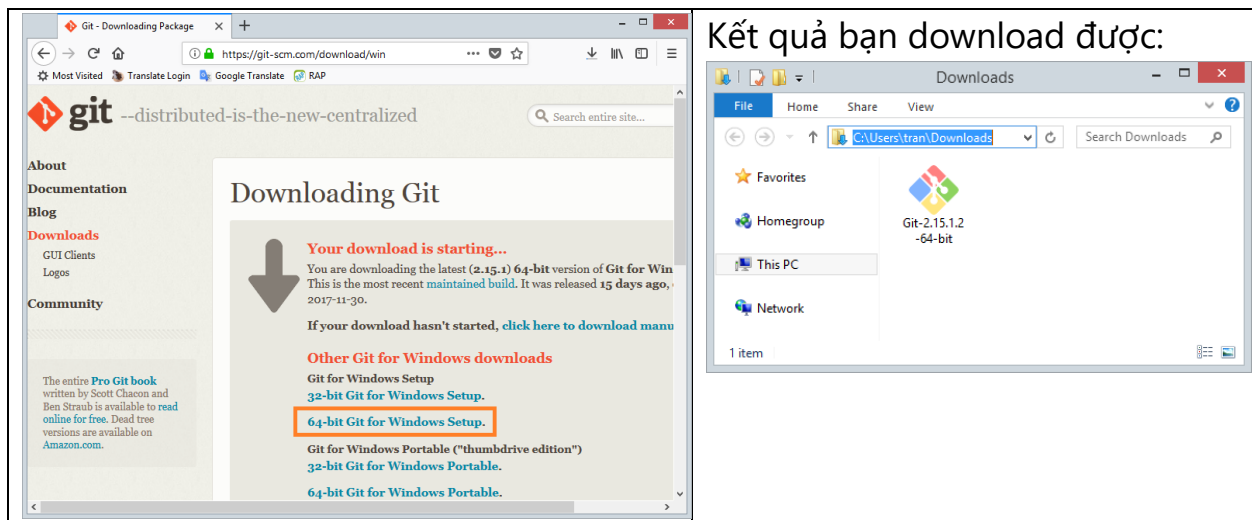 Git - Downloading Package
https://git-scm.com/download/win
Most Visited Translate Login Google Translate RAP
git --distributed-is-the-new-centralized
Search entire site...
About
Documentation
Blog
Downloads
GUI Clients
Logos
Community
The entire Pro Git book
written by Scott Chacon and
Ben Straub is available to read
online for free. Dead tree
versions are available on
Amazon.com.
Downloading Git
Your download is starting...
You are downloading the latest (2.15.1) 64-bit version of Git for Win
This is the most recent maintained build. It was released 15 days ago,
2017-11-30.
If your download hasn't started, click here to download manu
Other Git for Windows downloads
Git for Windows Setup
32-bit Git for Windows Setup.
64-bit Git for Windows Setup.
Git for Windows Portable ("thumbdrive edition")
32-bit Git for Windows Portable.
64-bit Git for Windows Portable.
Kết quả bạn download được:
Downloads
File Home Share View
C:\Users\tran\Downloads
Search Downloads
Favorites
Homegroup
This PC
Network
Git-2.15.1.2
-64-bit
1 item